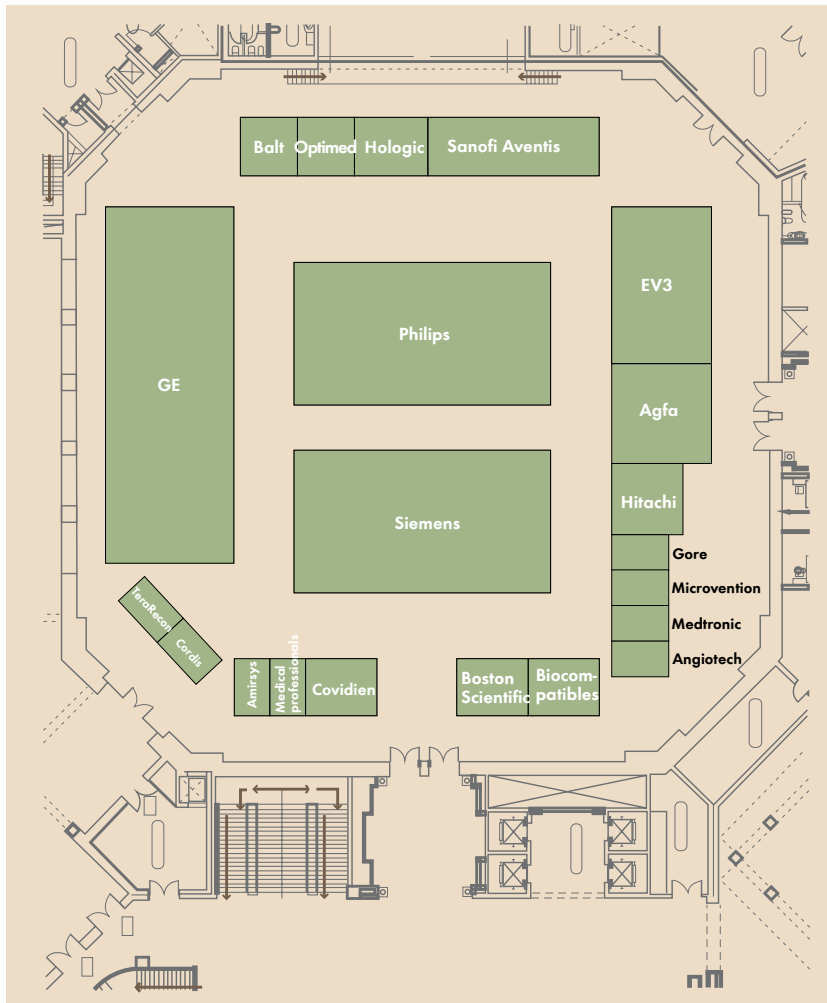 Balt
Optimed
Hologic
Sanofi Aventis
EV3
Philips
GE
Agfa
Hitachi
Siemens
Gore
Microvention
Medtronic
Angiotech
TeraRecon
Cordis
Amirsys
Medical
professionals
Covidien
Boston
Scientific
Biocom-
patibles